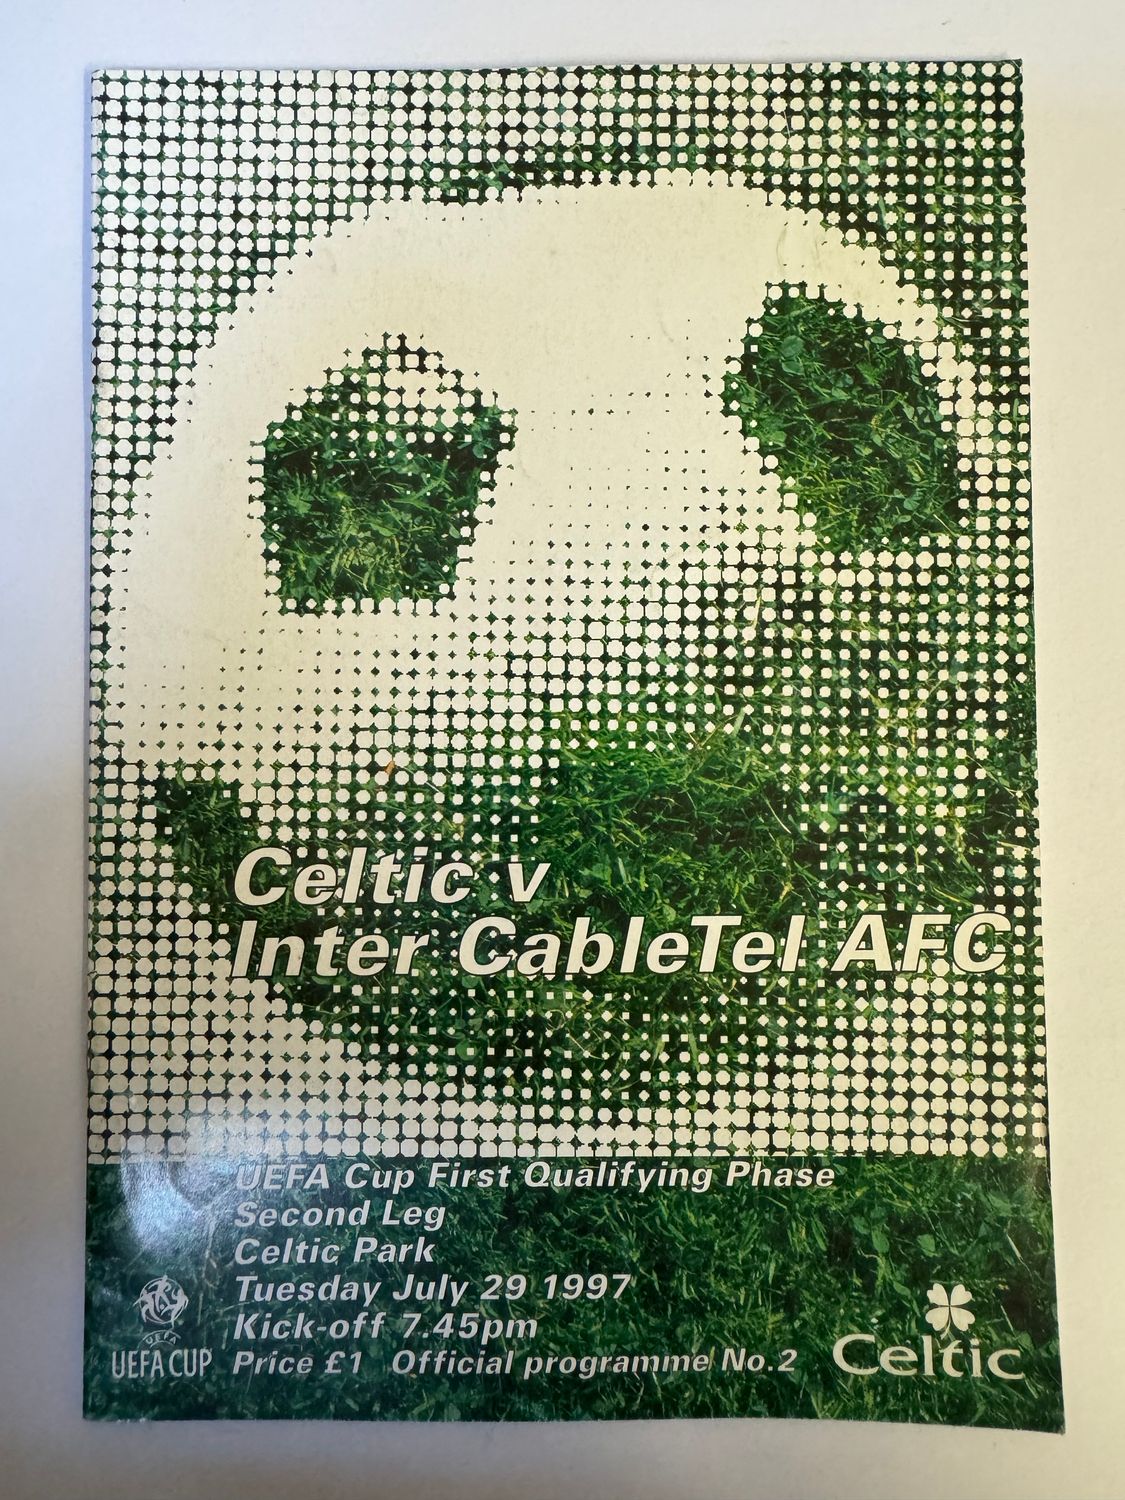 Celtic v
Inter CableTel AFC
UEFA Cup First Qualifying Phase
Second Leg
Celtic Park
Tuesday July 29 1997
Kick-off 7.45pm
Price £1 Official programme No.2
UEFA
UEFA CUP
Celtic